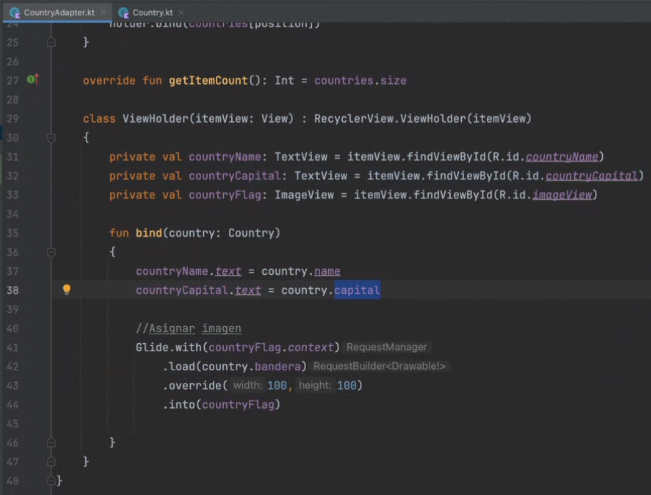 CountryAdapter.kt Country.kt
24 holder.bind(countries[position])
25 }
26
27 override fun getItemCount(): Int = countries.size
28
29 class ViewHolder(itemView: View) : RecyclerView.ViewHolder(itemView)
30 {
31 private val countryName: TextView = itemView.findViewById(R.id.countryName)
32 private val countryCapital: TextView = itemView.findViewById(R.id.countryCapital)
33 private val countryFlag: ImageView = itemView.findViewById(R.id.imageView)
34
35 fun bind(country: Country)
36 {
37 countryName.text = country.name
38 countryCapital.text = country.capital
39
40 //Asignar imagen
41 Glide.with(countryFlag.context) RequestManager
42 .load(country.bandera) RequestBuilder<Drawable!>
43 .override( width: 100, height: 100)
44 .into(countryFlag)
45
46 }
47 }
48 }